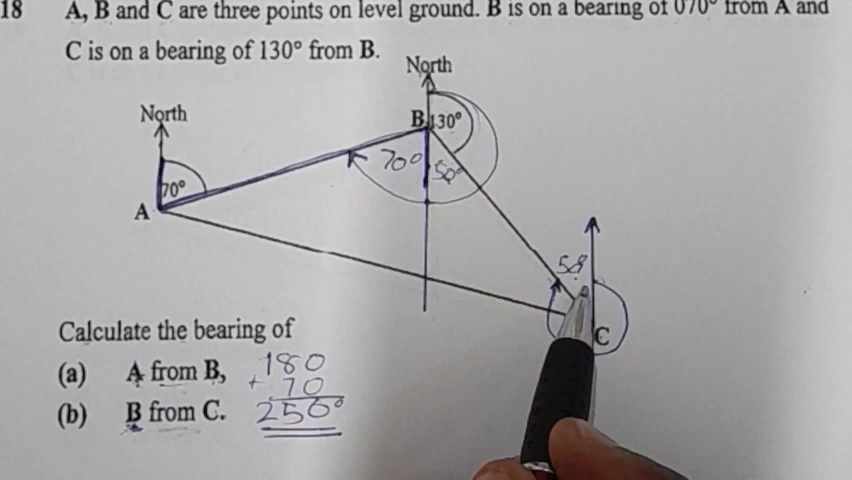 18 A, B and C are three points on level ground. B is on a bearing of 070° from A and
C is on a bearing of 130° from B.
North
North
B 130°
70° 50°
70°
A
50°
C
Calculate the bearing of
(a) A from B, 180
+ 70
(b) B from C. 250°